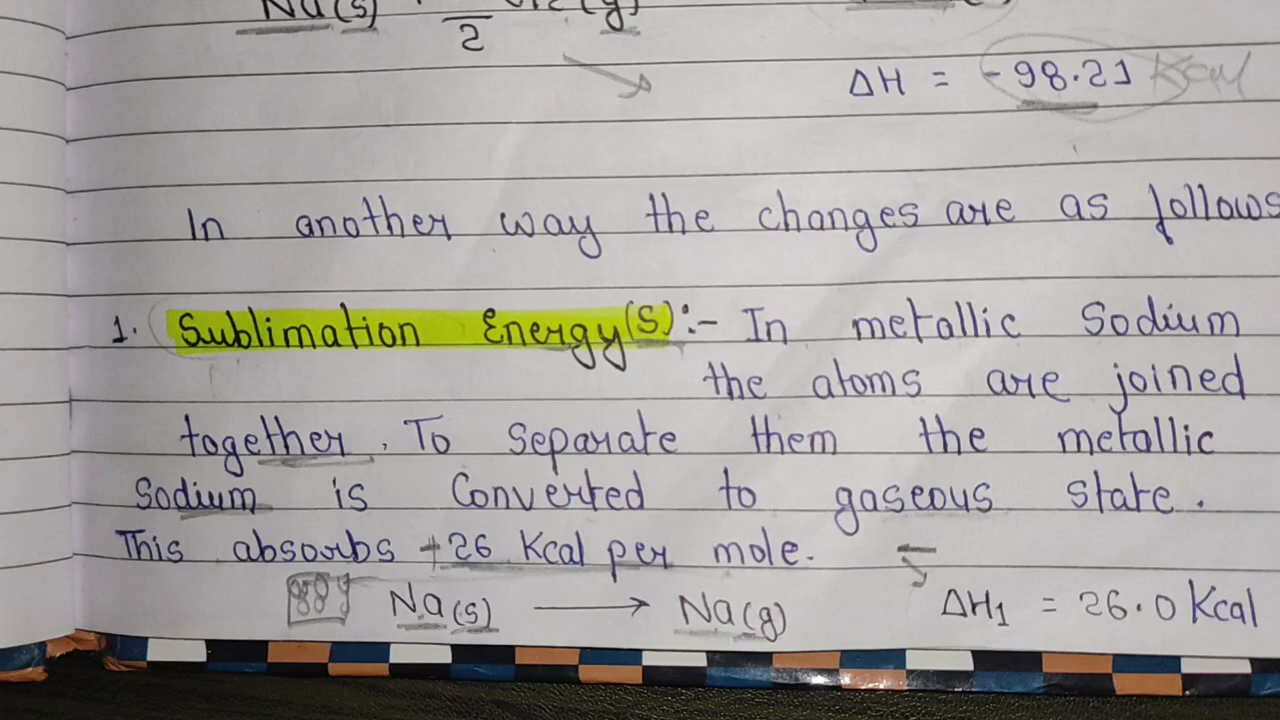 Na(s)
2
(g)
ΔH = -98.21 Kcal
In another way the changes are as follows
1. Sublimation Energy(S):- In metallic Sodium
the atoms are joined
together. To separate them the metallic
Sodium is Converted to gaseous state.
This absorbs +26 Kcal per mole.
Na(s) ⟶ Na(g) ΔH1 = 26.0 Kcal